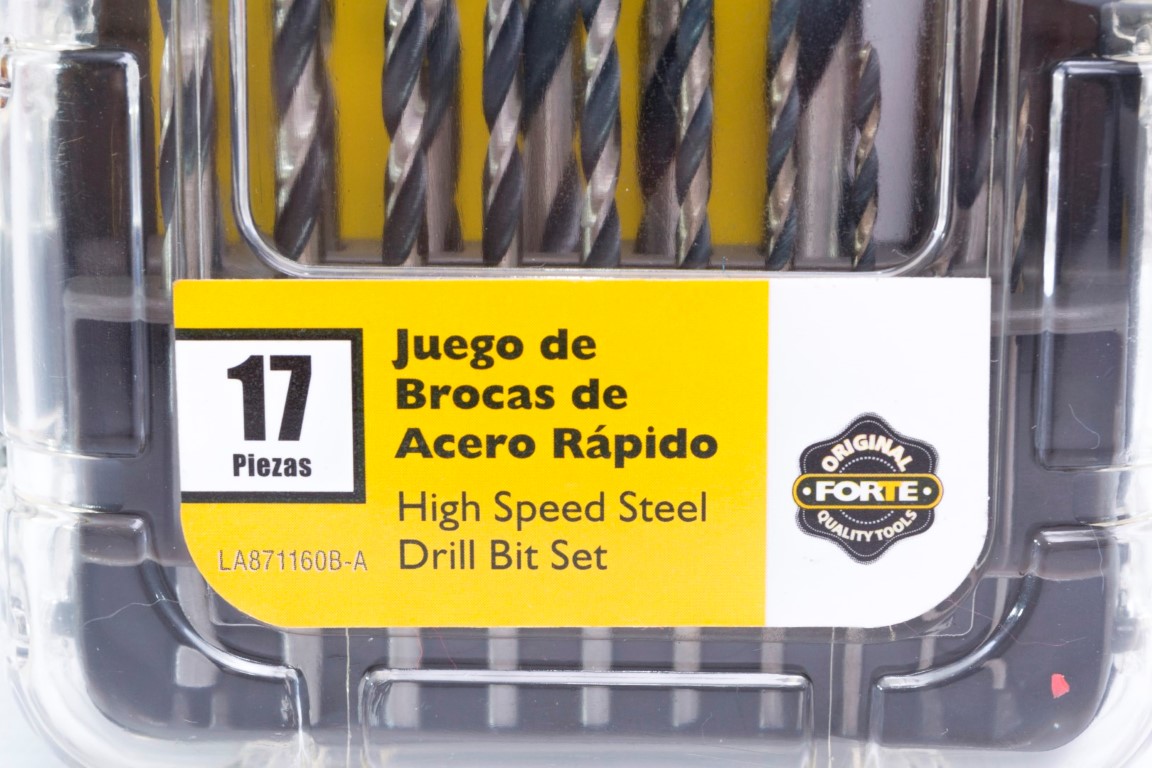 17
Piezas
Juego de
Brocas de
Acero Rápido
High Speed Steel
Drill Bit Set
LA871160B-A
ORIGINAL
FORTE
QUALITY TOOLS